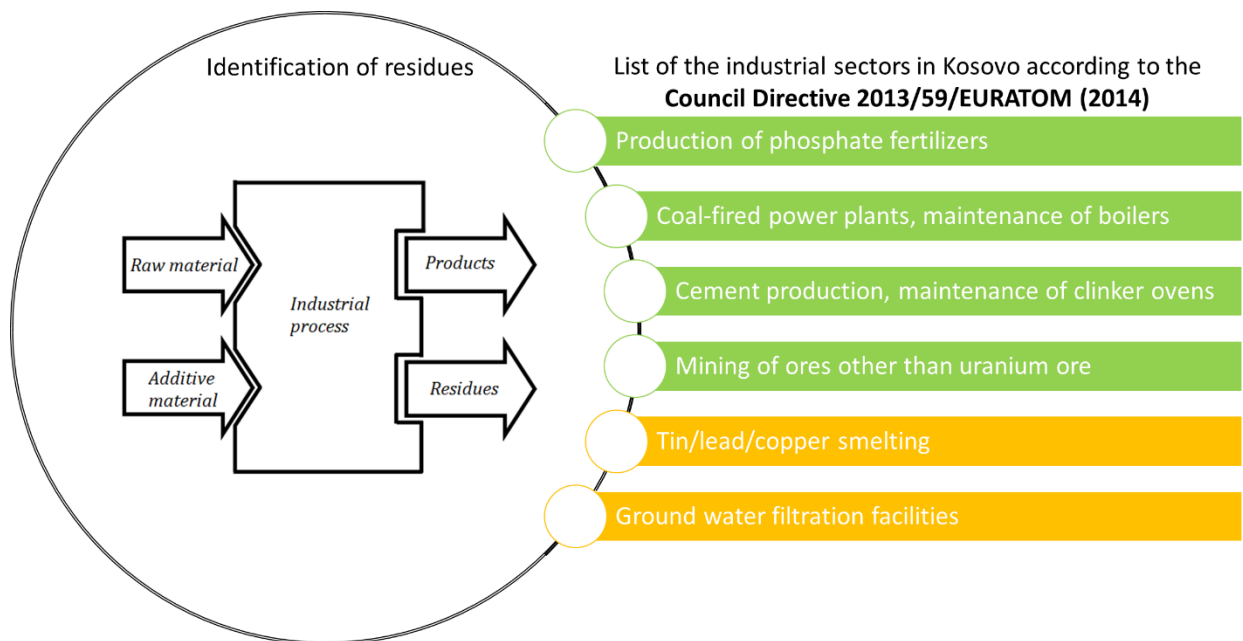 Identification of residues
Raw material
Additive
material
Industrial
process
Products
Residues
List of the industrial sectors in Kosovo according to the
Council Directive 2013/59/EURATOM (2014)
Production of phosphate fertilizers
Coal-fired power plants, maintenance of boilers
Cement production, maintenance of clinker ovens
Mining of ores other than uranium ore
Tin/lead/copper smelting
Ground water filtration facilities